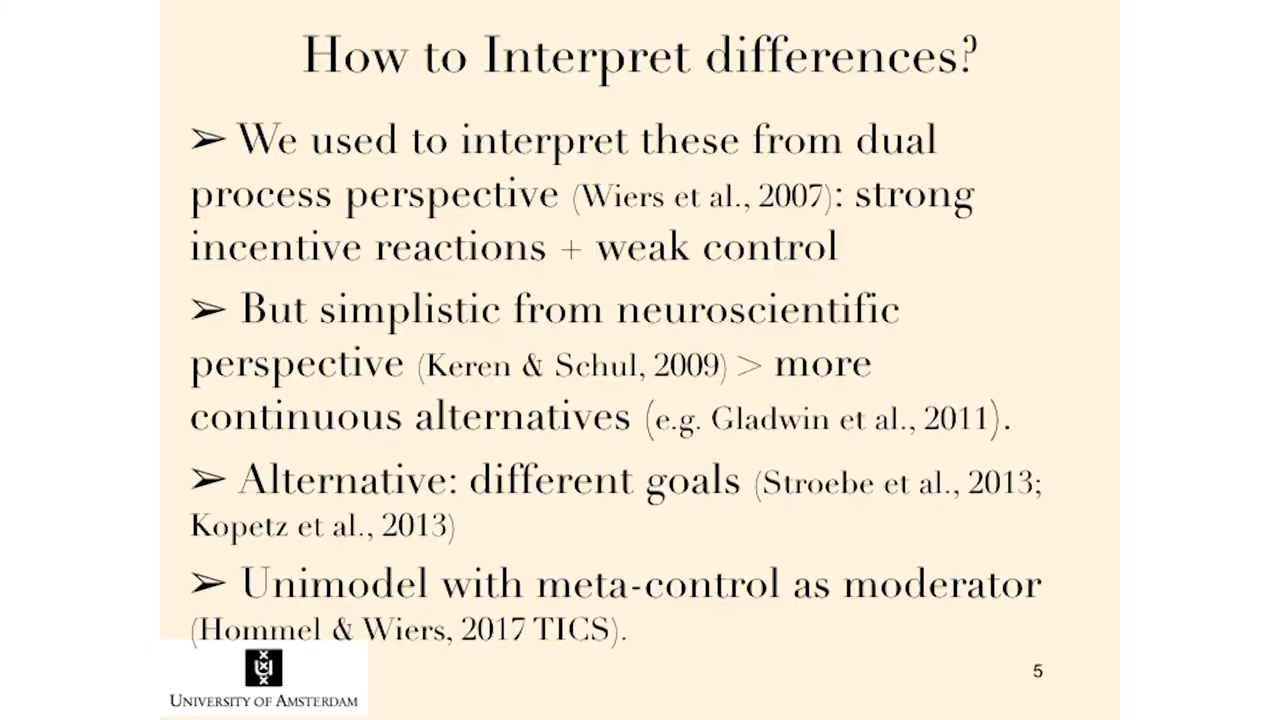 How to Interpret differences?
➢ We used to interpret these from dual
process perspective (Wiers et al., 2007): strong
incentive reactions + weak control
➢ But simplistic from neuroscientific
perspective (Keren & Schul, 2009) > more
continuous alternatives (e.g. Gladwin et al., 2011).
➢ Alternative: different goals (Stroebe et al., 2013;
Kopetz et al., 2013)
➢ Unimodel with meta-control as moderator
(Hommel & Wiers, 2017 TICS).
UNIVERSITY OF AMSTERDAM
5